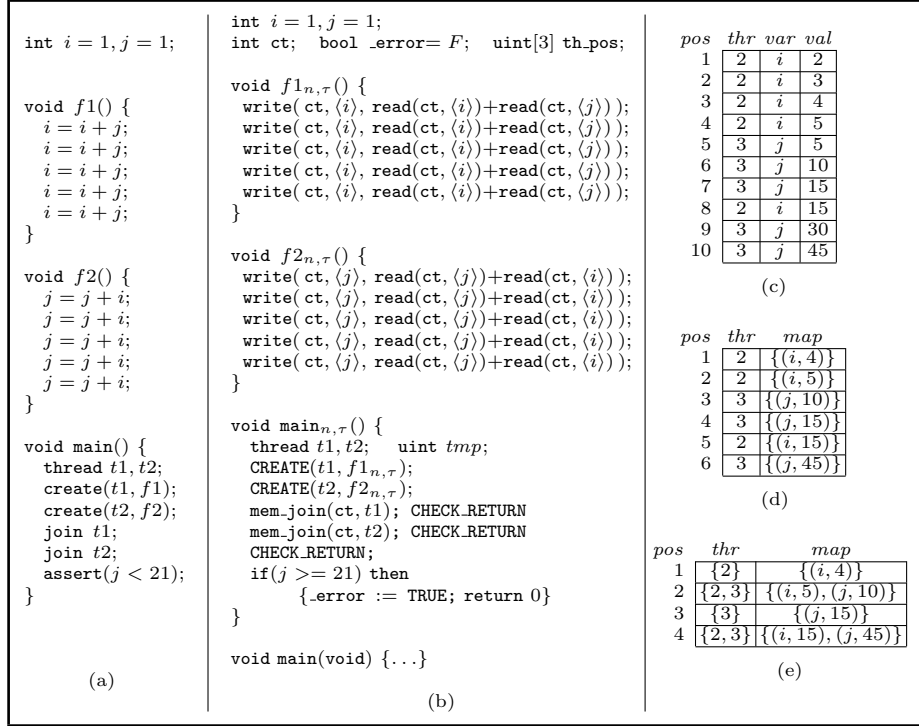 int i = 1, j = 1;
void f1() {
i = i + j;
i = i + j;
i = i + j;
i = i + j;
i = i + j;
}
void f2() {
j = j + i;
j = j + i;
j = j + i;
j = j + i;
j = j + i;
}
void main() {
thread t1, t2;
create(t1, f1);
create(t2, f2);
join t1;
join t2;
assert(j < 21);
}
(a)
int i = 1, j = 1;
int ct; bool _error= F; uint[3] th_pos;
void f1n,τ() {
write( ct, ⟨i⟩, read(ct, ⟨i⟩)+read(ct, ⟨j⟩) );
write( ct, ⟨i⟩, read(ct, ⟨i⟩)+read(ct, ⟨j⟩) );
write( ct, ⟨i⟩, read(ct, ⟨i⟩)+read(ct, ⟨j⟩) );
write( ct, ⟨i⟩, read(ct, ⟨i⟩)+read(ct, ⟨j⟩) );
write( ct, ⟨i⟩, read(ct, ⟨i⟩)+read(ct, ⟨j⟩) );
}
void f2n,τ() {
write( ct, ⟨j⟩, read(ct, ⟨j⟩)+read(ct, ⟨i⟩) );
write( ct, ⟨j⟩, read(ct, ⟨j⟩)+read(ct, ⟨i⟩) );
write( ct, ⟨j⟩, read(ct, ⟨j⟩)+read(ct, ⟨i⟩) );
write( ct, ⟨j⟩, read(ct, ⟨j⟩)+read(ct, ⟨i⟩) );
write( ct, ⟨j⟩, read(ct, ⟨j⟩)+read(ct, ⟨i⟩) );
}
void mainn,τ() {
thread t1, t2; uint tmp;
CREATE(t1, f1n,τ);
CREATE(t2, f2n,τ);
mem_join(ct, t1); CHECK_RETURN
mem_join(ct, t2); CHECK_RETURN
CHECK_RETURN;
if(j >= 21) then
{_error := TRUE; return 0}
}
void main(void) {...}
(b)
pos thr var val
1 2 i 2
2 2 i 3
3 2 i 4
4 2 i 5
5 3 j 5
6 3 j 10
7 3 j 15
8 2 i 15
9 3 j 30
10 3 j 45
(c)
pos thr map
1 2 {(i, 4)}
2 2 {(i, 5)}
3 3 {(j, 10)}
4 3 {(j, 15)}
5 2 {(i, 15)}
6 3 {(j, 45)}
(d)
pos thr map
1 {2} {(i, 4)}
2 {2, 3} {(i, 5), (j, 10)}
3 {3} {(j, 15)}
4 {2, 3} {(i, 15), (j, 45)}
(e)